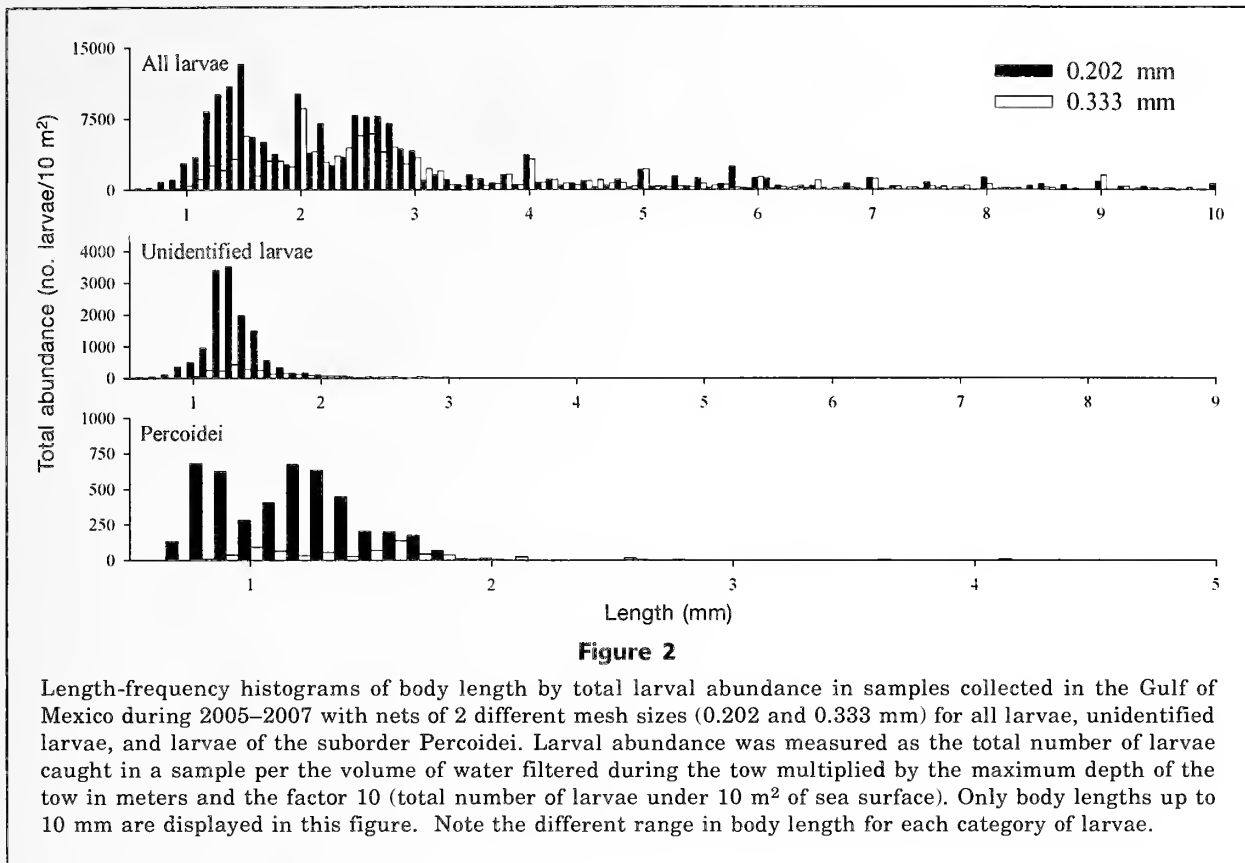 15000
All larvae
0.202 mm
0.333 mm
7500
0
1 2 3 4 5 6 7 8 9 10
Total abundance (no. larvae/10 m²)
4000
Unidentified larvae
3000
2000
1000
0
1 2 3 4 5 6 7 8 9
1000
Percoidei
750
500
250
0
1 2 3 4 5
Length (mm)
Figure 2
Length-frequency histograms of body length by total larval abundance in samples collected in the Gulf of
Mexico during 2005–2007 with nets of 2 different mesh sizes (0.202 and 0.333 mm) for all larvae, unidentified
larvae, and larvae of the suborder Percoidei. Larval abundance was measured as the total number of larvae
caught in a sample per the volume of water filtered during the tow multiplied by the maximum depth of the
tow in meters and the factor 10 (total number of larvae under 10 m² of sea surface). Only body lengths up to
10 mm are displayed in this figure. Note the different range in body length for each category of larvae.